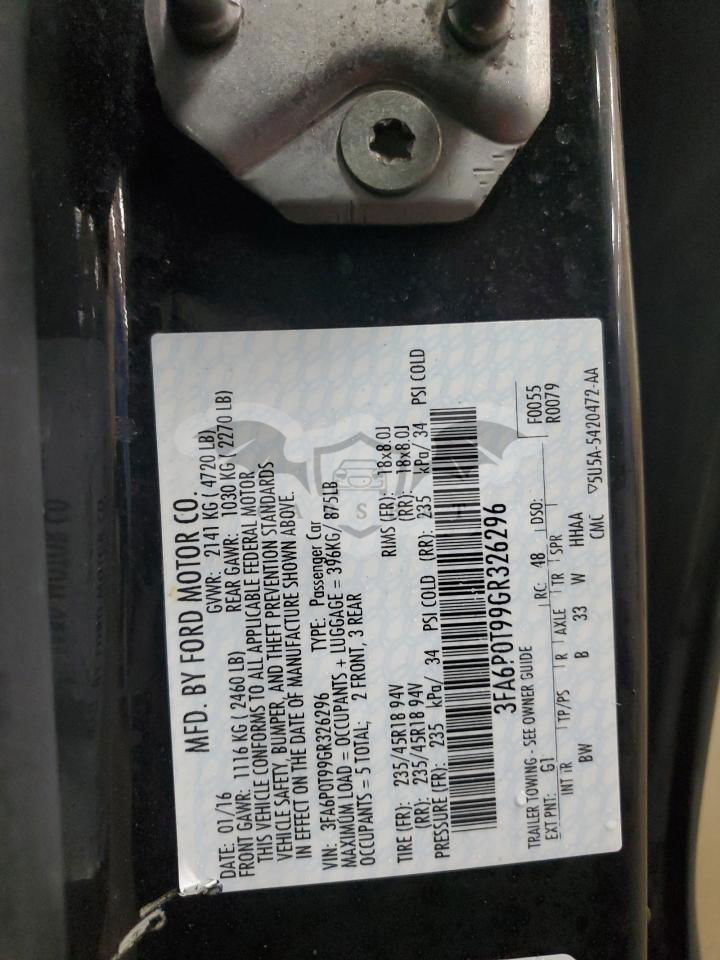 MFD. BY FORD MOTOR CO.
DATE: 01/16 GVWR: 2141 KG ( 4720 LB)
FRONT GAWR: 1116 KG ( 2460 LB) REAR GAWR: 1030 KG ( 2270 LB)
THIS VEHICLE CONFORMS TO ALL APPLICABLE FEDERAL MOTOR
VEHICLE SAFETY, BUMPER, AND THEFT PREVENTION STANDARDS
IN EFFECT ON THE DATE OF MANUFACTURE SHOWN ABOVE.
VIN: 3FA6P0T99GR326296 TYPE: Passenger Car
MAXIMUM LOAD = OCCUPANTS + LUGGAGE = 396KG/ 875LB
OCCUPANTS = 5 TOTAL; 2 FRONT, 3 REAR
TIRE (FR): 235/45R18 94V RIMS (FR): 18x8.0J
(RR): 235/45R18 94V (RR): 18x8.0J
PRESSURE (FR): 235 kPa/ 34 PSI COLD (RR): 235 kPa/ 34 PSI COLD
3FA6P0T99GR326296
TRAILER TOWING - SEE OWNER GUIDE F0055
EXT PNT: G1 RC: 48 DSO: R0079
INT TR TP/PS R AXLE TR SPR
BW B 33 W HHAA
CMC ▽5U5A-5420472-AA